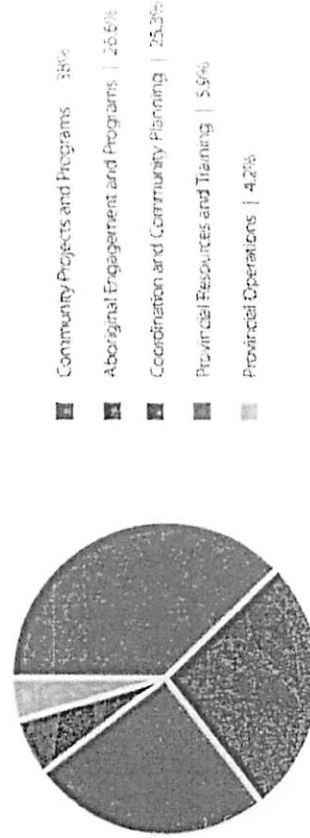 Community Projects and Programs 38%
Aboriginal Engagement and Programs | 26.6%
Coordination and Community Planning | 25.3%
Provincial Resources and Training | 5.9%
Provincial Operations | 4.2%